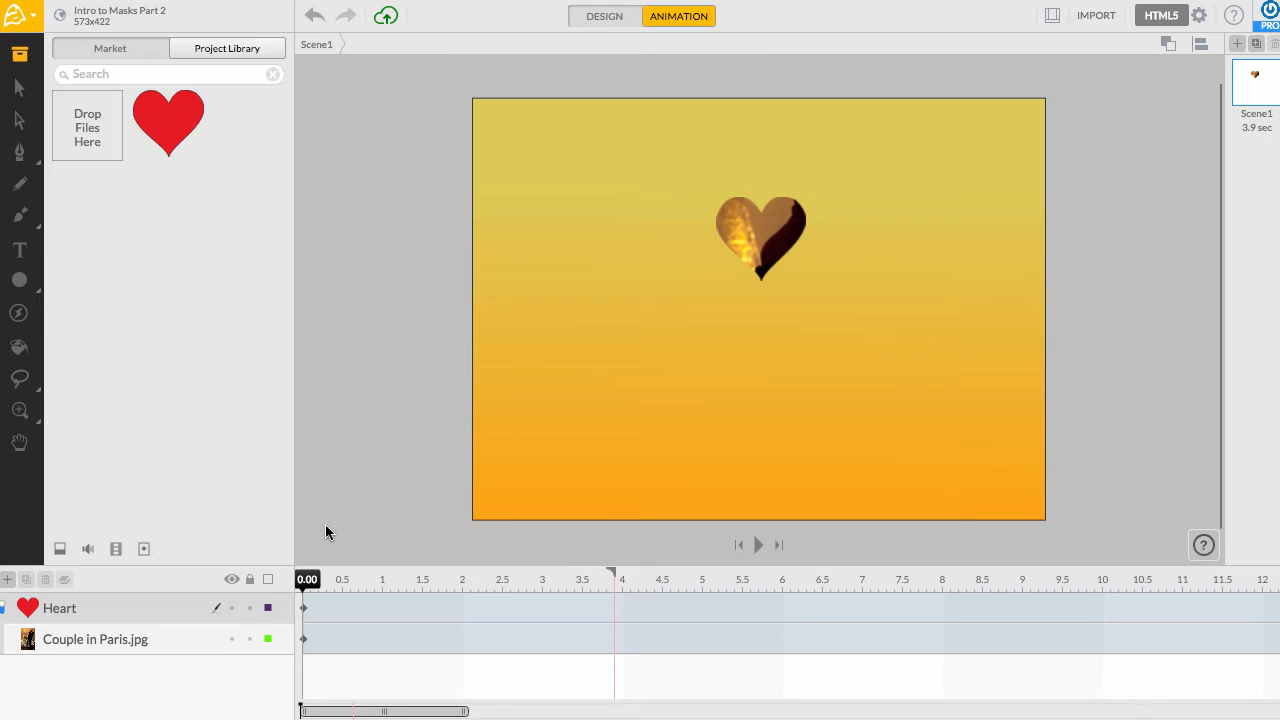 Intro to Masks Part 2
573x422
DESIGN
ANIMATION
IMPORT
HTML5
PRO
Market
Project Library
Scene1
Search
Drop
Files
Here
Scene1
3.9 sec
0.00 0.5 1 1.5 2 2.5 3 3.5 4 4.5 5 5.5 6 6.5 7 7.5 8 8.5 9 9.5 10 10.5 11 11.5 12
Heart
Couple in Paris.jpg